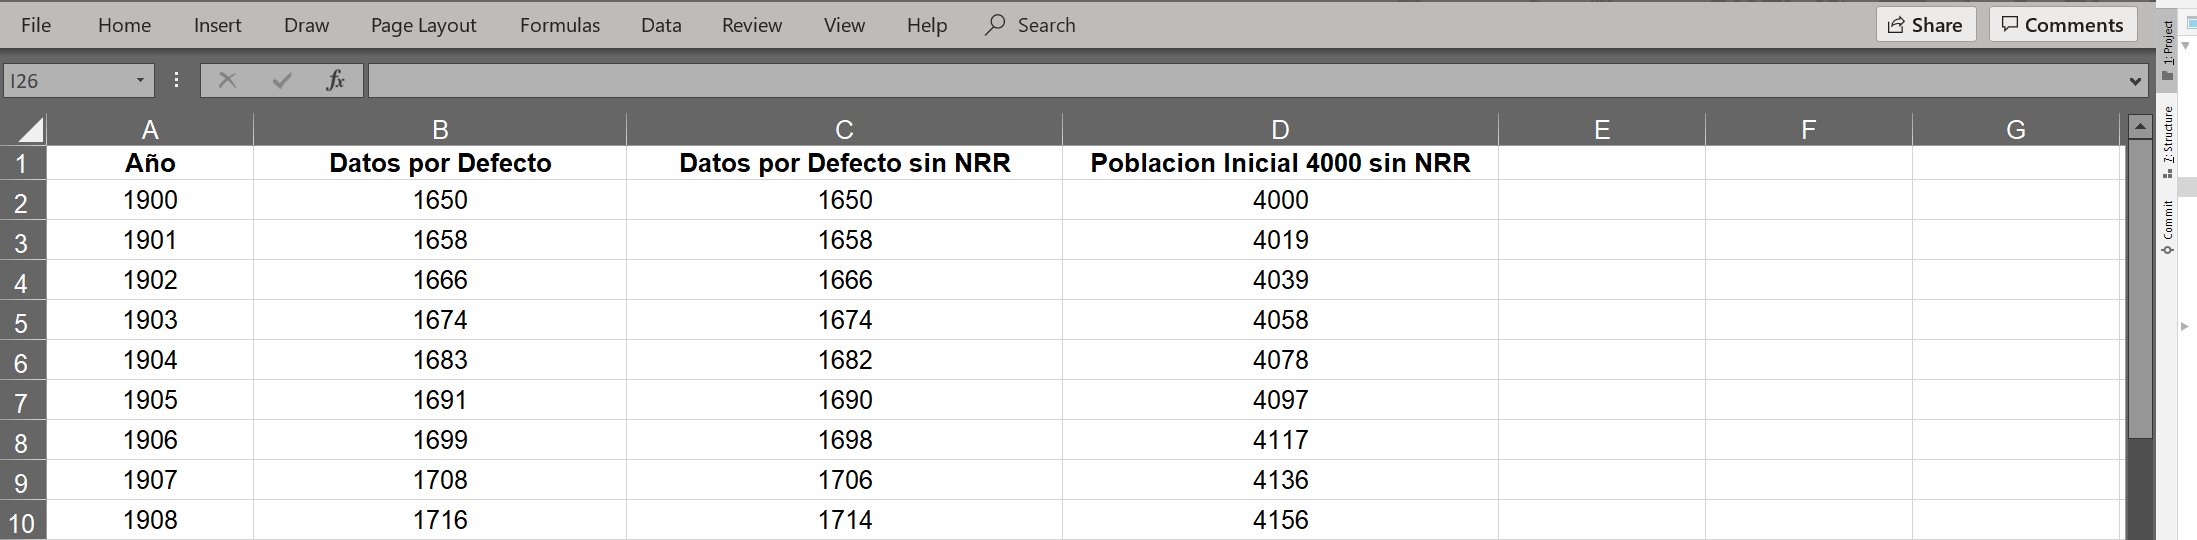 File Home Insert Draw Page Layout Formulas Data Review View Help Search Share Comments
I26 fx
A B C D E F G
1 Año Datos por Defecto Datos por Defecto sin NRR Poblacion Inicial 4000 sin NRR
2 1900 1650 1650 4000
3 1901 1658 1658 4019
4 1902 1666 1666 4039
5 1903 1674 1674 4058
6 1904 1683 1682 4078
7 1905 1691 1690 4097
8 1906 1699 1698 4117
9 1907 1708 1706 4136
10 1908 1716 1714 4156
1: Project
7: Structure
Commit